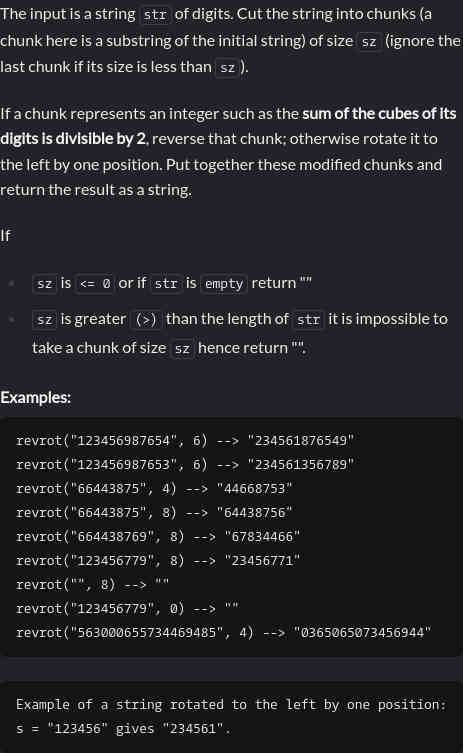 The input is a string str of digits. Cut the string into chunks (a
chunk here is a substring of the initial string) of size sz (ignore the
last chunk if its size is less than sz ).
If a chunk represents an integer such as the sum of the cubes of its
digits is divisible by 2, reverse that chunk; otherwise rotate it to
the left by one position. Put together these modified chunks and
return the result as a string.
If
sz is <= 0 or if str is empty return ""
sz is greater (>) than the length of str it is impossible to
take a chunk of size sz hence return "".
Examples:
revrot("123456987654", 6) --> "234561876549"
revrot("123456987653", 6) --> "234561356789"
revrot("66443875", 4) --> "44668753"
revrot("66443875", 8) --> "64438756"
revrot("664438769", 8) --> "67834466"
revrot("123456779", 8) --> "23456771"
revrot("", 8) --> ""
revrot("123456779", 0) --> ""
revrot("563000655734469485", 4) --> "0365065073456944"
Example of a string rotated to the left by one position:
s = "123456" gives "234561".